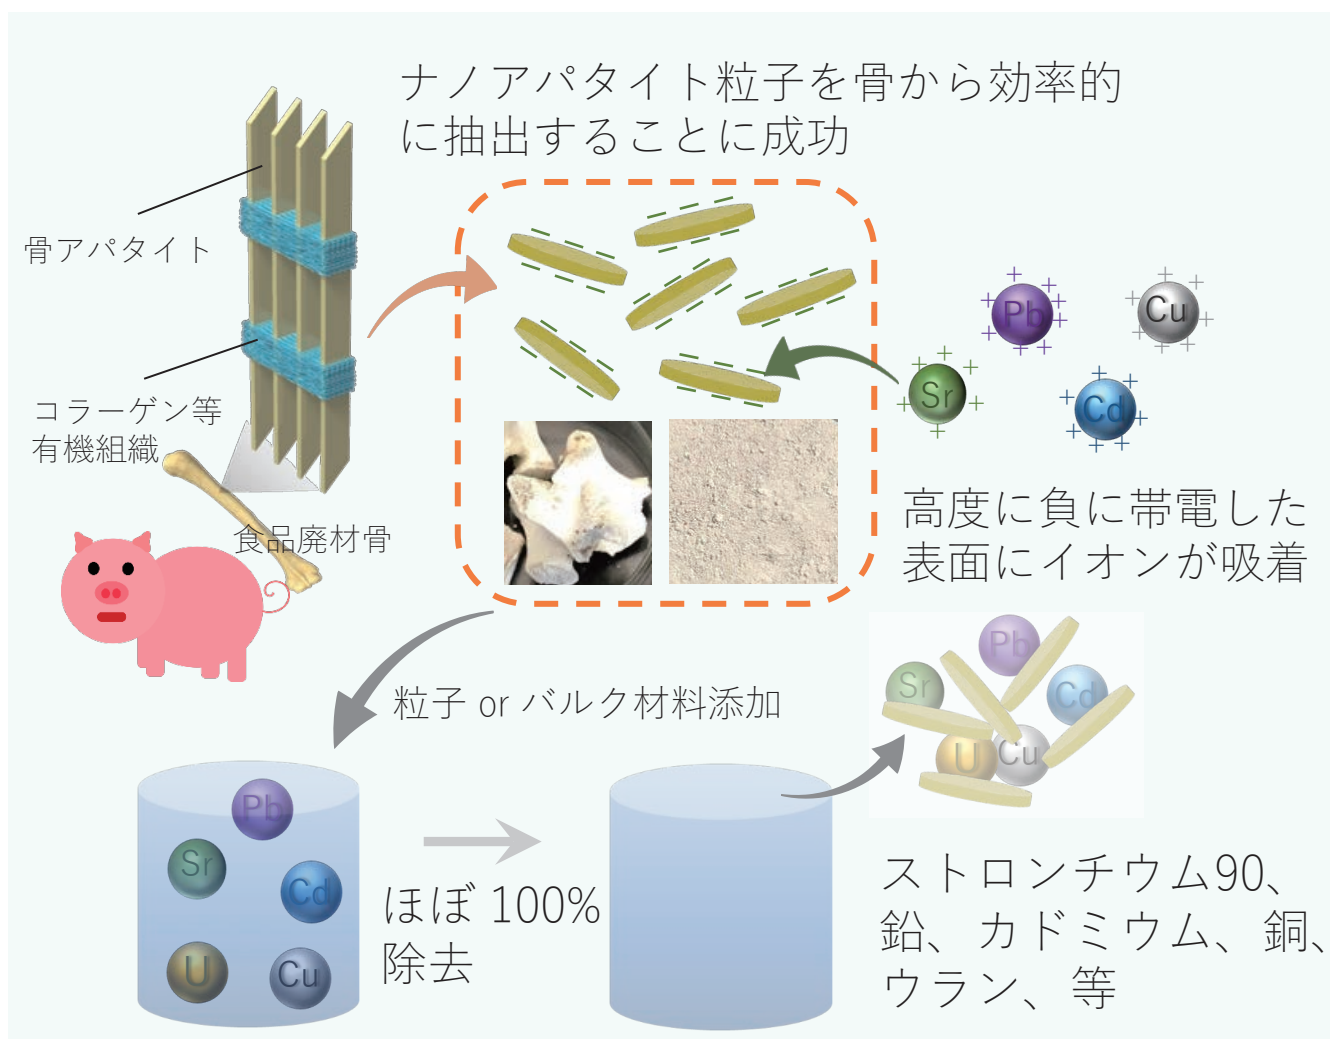 ナノアパタイト粒子を骨から効率的
に抽出することに成功
骨アパタイト
コラーゲン等
有機組織
食品廃材骨
Pb
Cu
Sr
Cd
高度に負に帯電した
表面にイオンが吸着
粒子 or バルク材料添加
Pb
Sr
Cd
U
Cu
Pb
Sr
Cd
U
Cu
ほぼ 100%
除去
ストロンチウム90、
鉛、カドミウム、銅、
ウラン、等